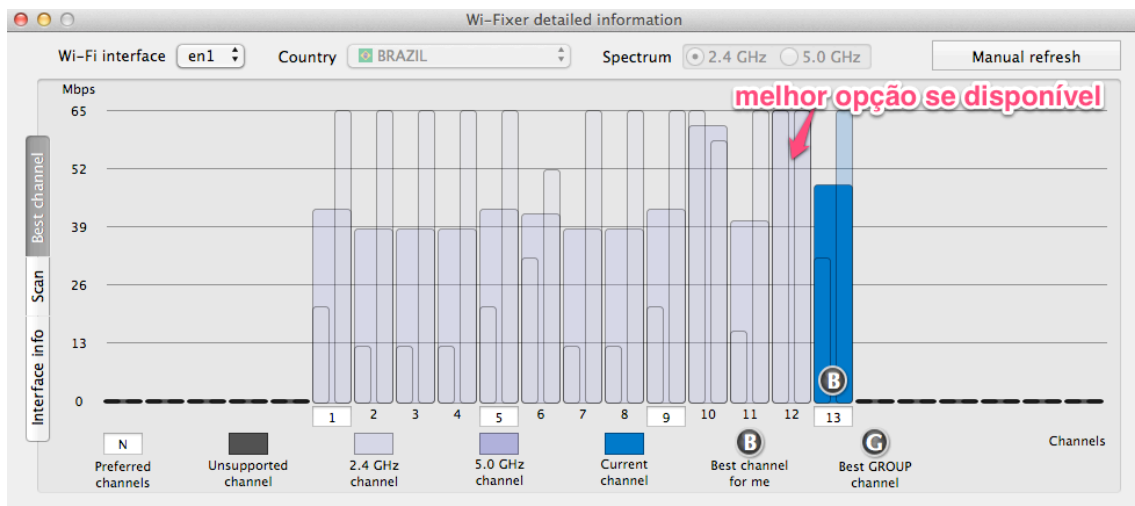 Wi-Fixer detailed information
Wi-Fi interface en1 Country BRAZIL Spectrum 2.4 GHz 5.0 GHz Manual refresh
Mbps
melhor opção se disponível
65
52
39
26
13
0
Best channel
Scan
Interface info
1 2 3 4 5 6 7 8 9 10 11 12 13
B
Channels
N
Preferred channels
Unsupported channel
2.4 GHz channel
5.0 GHz channel
Current channel
B
Best channel for me
G
Best GROUP channel